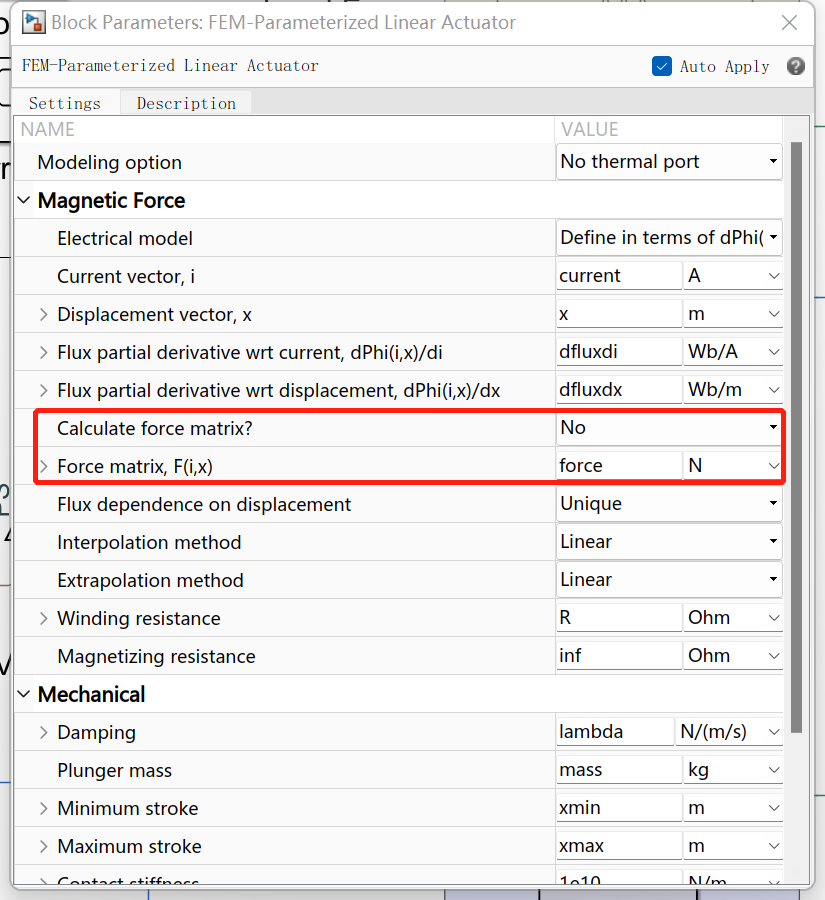 Block Parameters: FEM-Parameterized Linear Actuator
FEM-Parameterized Linear Actuator
Auto Apply
Settings Description
NAME VALUE
Modeling option No thermal port
Magnetic Force
Electrical model Define in terms of dPhi(
Current vector, i current A
Displacement vector, x x m
Flux partial derivative wrt current, dPhi(i,x)/di dfluxdi Wb/A
Flux partial derivative wrt displacement, dPhi(i,x)/dx dfluxdx Wb/m
Calculate force matrix? No
Force matrix, F(i,x) force N
Flux dependence on displacement Unique
Interpolation method Linear
Extrapolation method Linear
Winding resistance R Ohm
Magnetizing resistance inf Ohm
Mechanical
Damping lambda N/(m/s)
Plunger mass mass kg
Minimum stroke xmin m
Maximum stroke xmax m
Contact stiffness 1e10 N/m